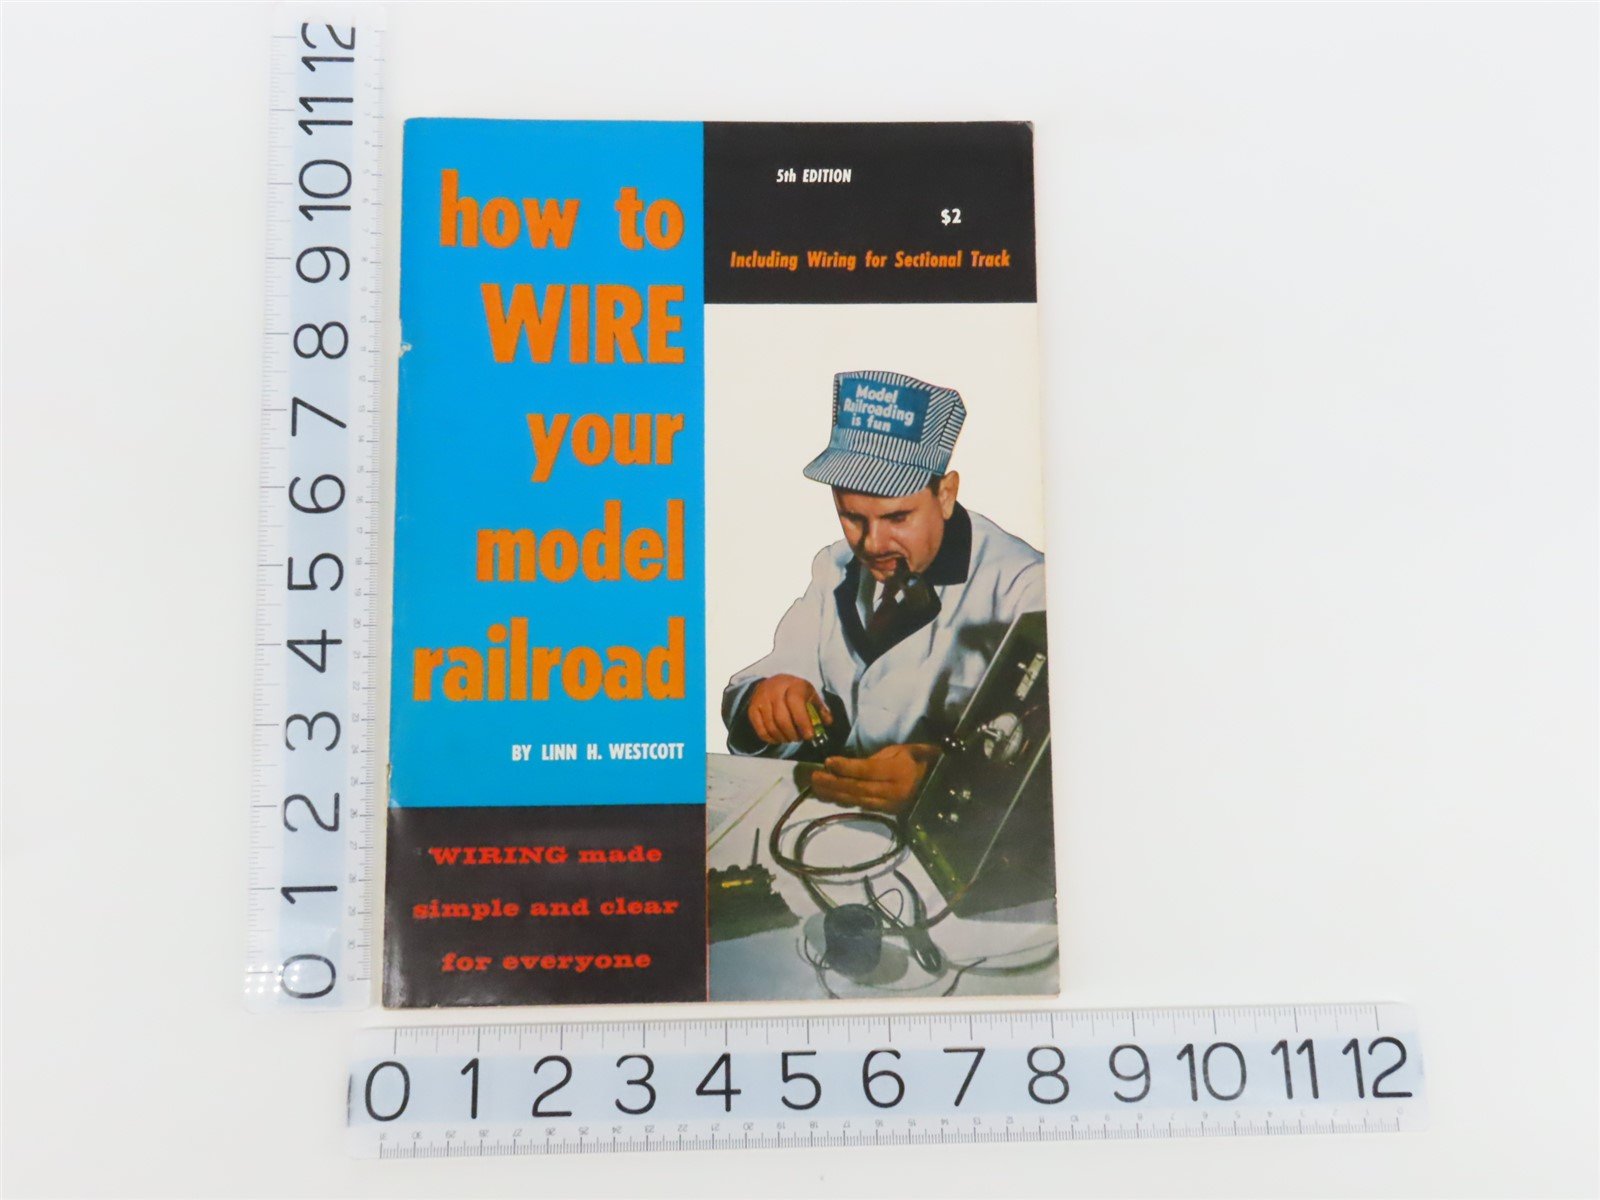 how to
WIRE
your
model
railroad
BY LINN H. WESTCOTT
WIRING made
simple and clear
for everyone
5th EDITION
$2
Including Wiring for Sectional Track
Model
Railroading
is fun
12
11
10
9
8
7
6
5
4
3
2
1
0
0 1 2 3 4 5 6 7 8 9 10 11 12